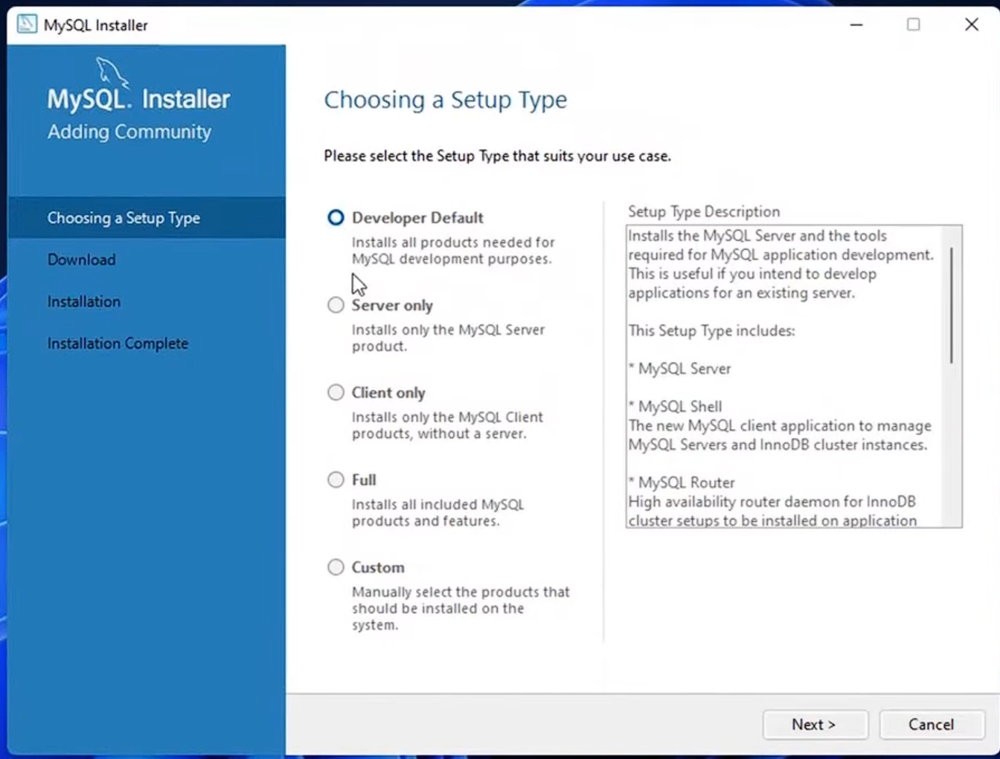 MySQL Installer
MySQL. Installer
Adding Community
Choosing a Setup Type
Download
Installation
Installation Complete
Choosing a Setup Type
Please select the Setup Type that suits your use case.
Developer Default
Installs all products needed for
MySQL development purposes.
Server only
Installs only the MySQL Server
product.
Client only
Installs only the MySQL Client
products, without a server.
Full
Installs all included MySQL
products and features.
Custom
Manually select the products that
should be installed on the
system.
Setup Type Description
Installs the MySQL Server and the tools
required for MySQL application development.
This is useful if you intend to develop
applications for an existing server.
This Setup Type includes:
* MySQL Server
* MySQL Shell
The new MySQL client application to manage
MySQL Servers and InnoDB cluster instances.
* MySQL Router
High availability router daemon for InnoDB
cluster setups to be installed on application
Next >
Cancel